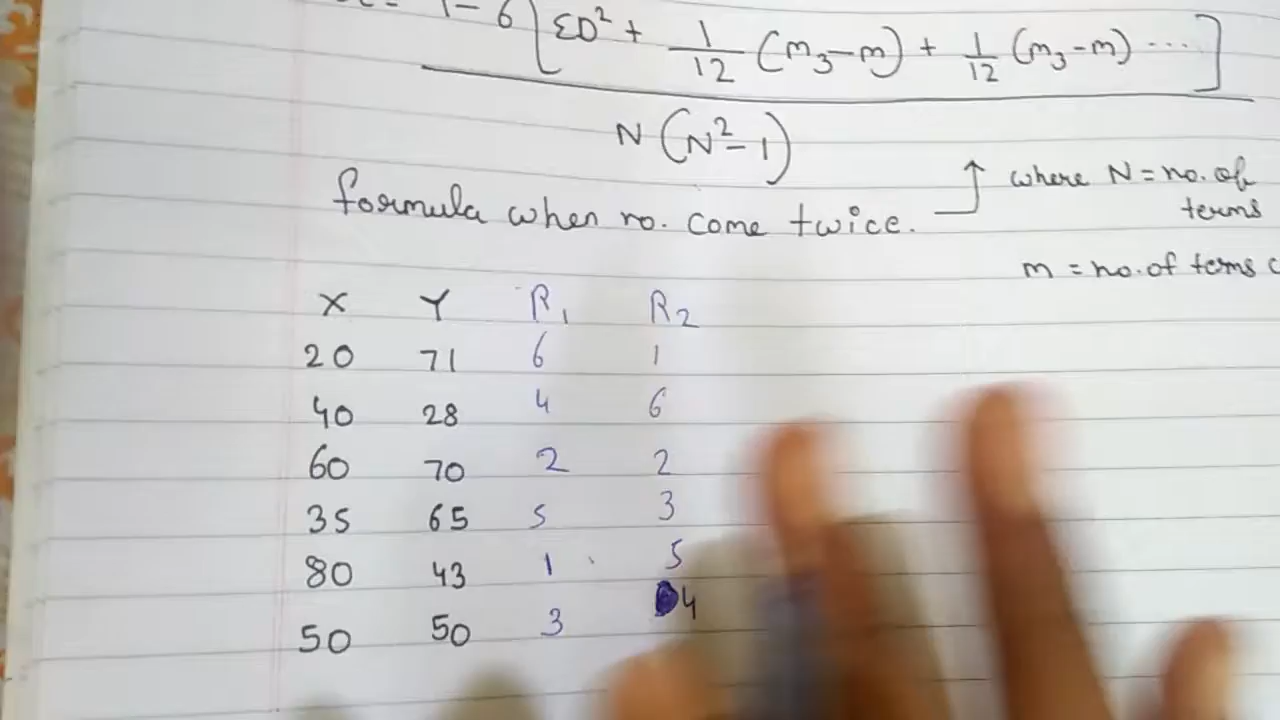 1 - 6 [ΣD² + 1/12 (m₃-m) + 1/12 (m₃-m) ....]
N (N²-1)
formula when no. come twice.
where N = no. of
terms
m = no. of terms
X Y R₁ R₂
20 71 6 1
40 28 4 6
60 70 2 2
35 65 5 3
80 43 1 5
50 50 3 4